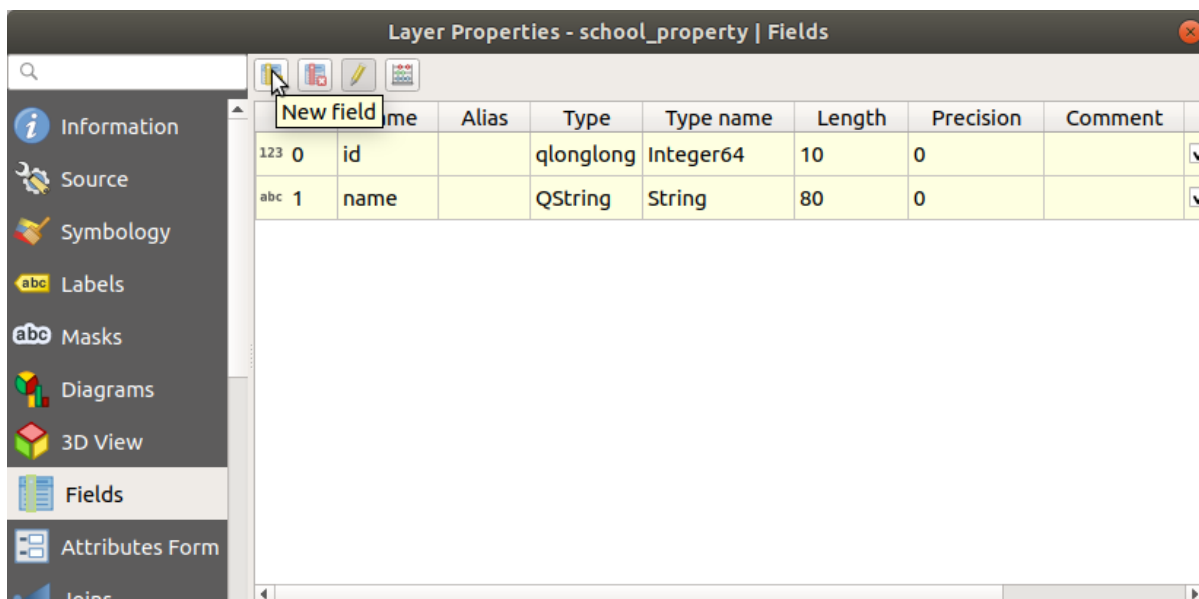 Layer Properties - school_property | Fields
New field
ame Alias Type Type name Length Precision Comment
123 0 id qlonglong Integer64 10 0
abc 1 name QString String 80 0
Information
Source
Symbology
abc Labels
abc Masks
Diagrams
3D View
Fields
Attributes Form
Joins